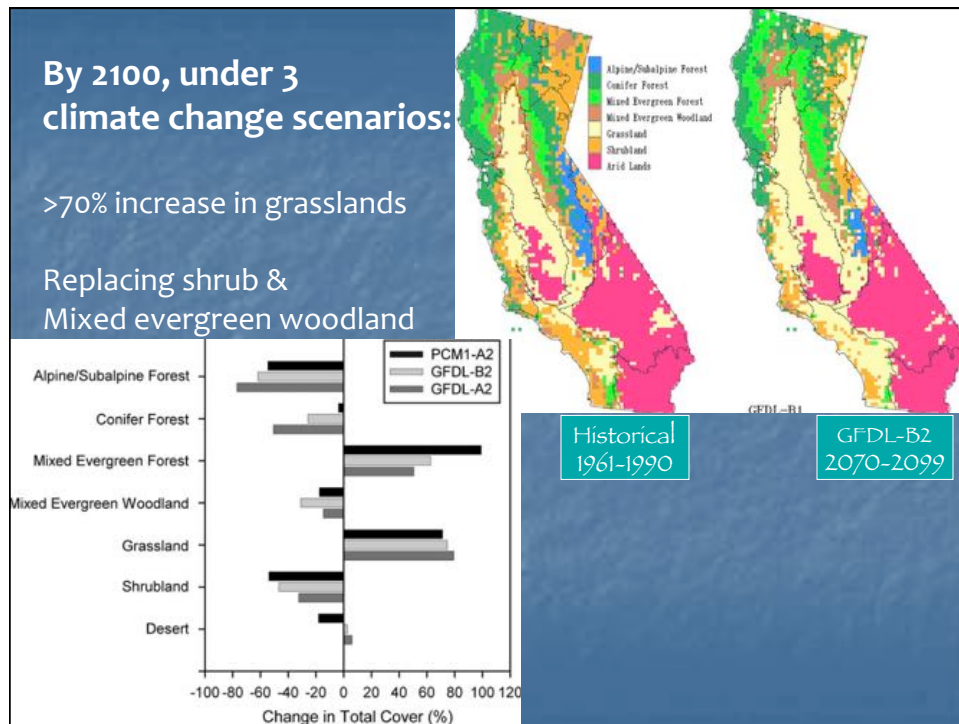 By 2100, under 3
climate change scenarios:
>70% increase in grasslands
Replacing shrub &
Mixed evergreen woodland
Alpine/Subalpine Forest
Conifer Forest
Mixed Evergreen Forest
Mixed Evergreen Woodland
Grassland
Shrubland
Arid Lands
GFDL-B1
Historical
1961-1990
GFDL-B2
2070-2099
PCM1-A2
GFDL-B2
GFDL-A2
Alpine/Subalpine Forest
Conifer Forest
Mixed Evergreen Forest
Mixed Evergreen Woodland
Grassland
Shrubland
Desert
-100 -80 -60 -40 -20 0 20 40 60 80 100 120
Change in Total Cover (%)